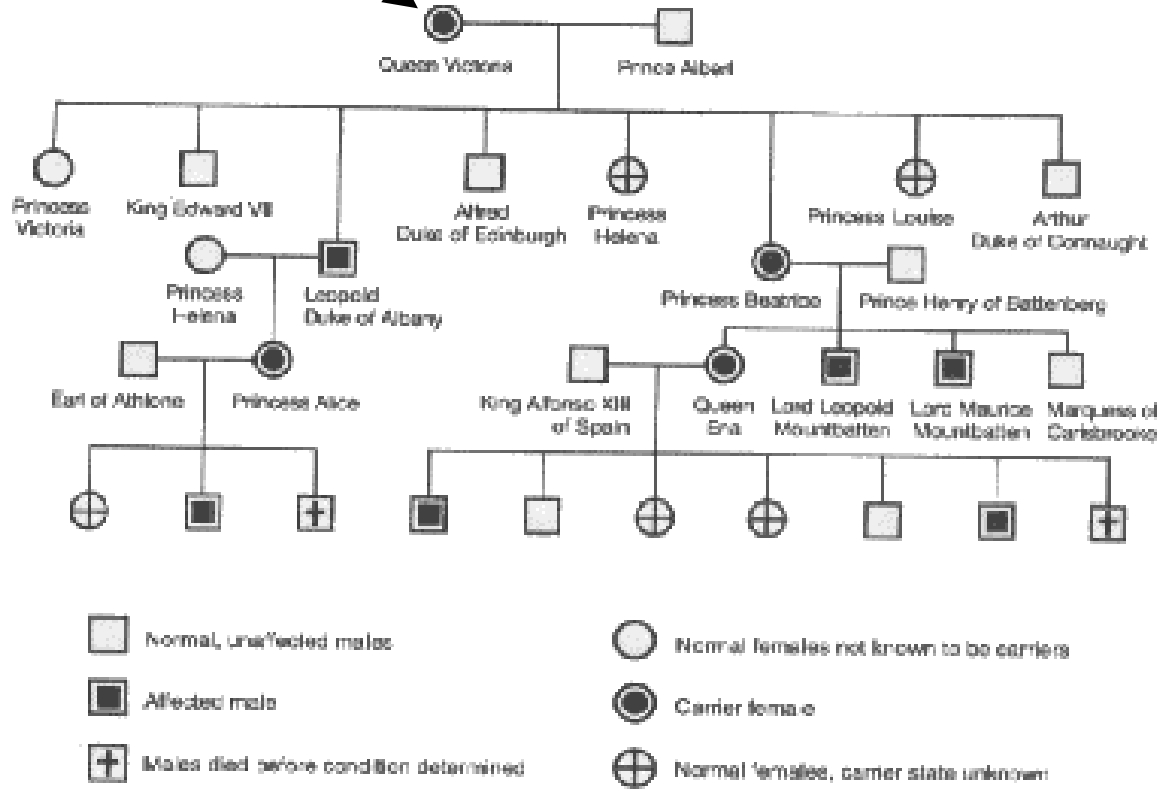 Queen Victoria
Prince Albert
Princess
Victoria
King Edward VII
Alfred
Duke of Edinburgh
Princess
Helena
Princess Louise
Arthur
Duke of Connaught
Princess
Helena
Leopold
Duke of Albany
Princess Beatrice
Prince Henry of Battenberg
Earl of Athlone
Princess Alice
King Alfonso XIII
of Spain
Queen
Ena
Lord Leopold
Mountbatten
Lord Maurice
Mountbatten
Marquess of
Carisbrooke
Normal, unaffected males
Normal females not known to be carriers
Affected male
Carrier female
Males died before condition determined
Normal females, carrier state unknown